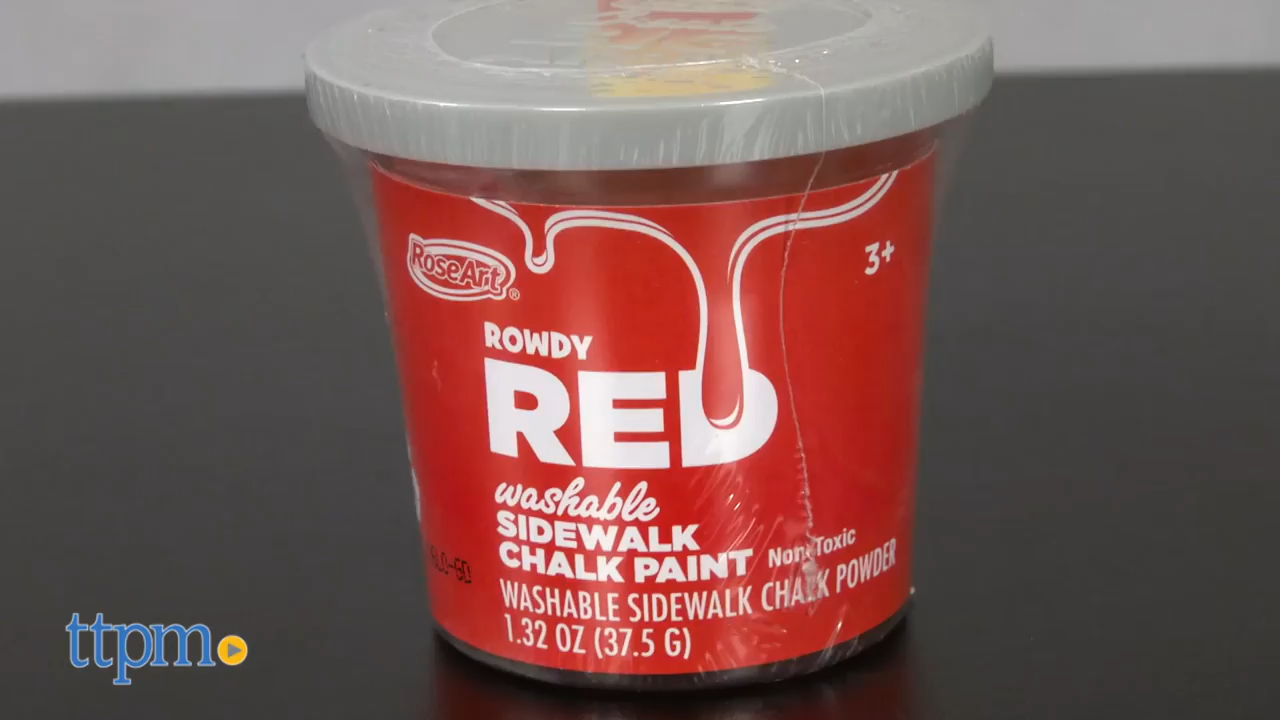 RoseArt®
3+
ROWDY
RED
washable
SIDEWALK
CHALK PAINT
Non-Toxic
WASHABLE SIDEWALK CHALK POWDER
1.32 OZ (37.5 G)
ttpm